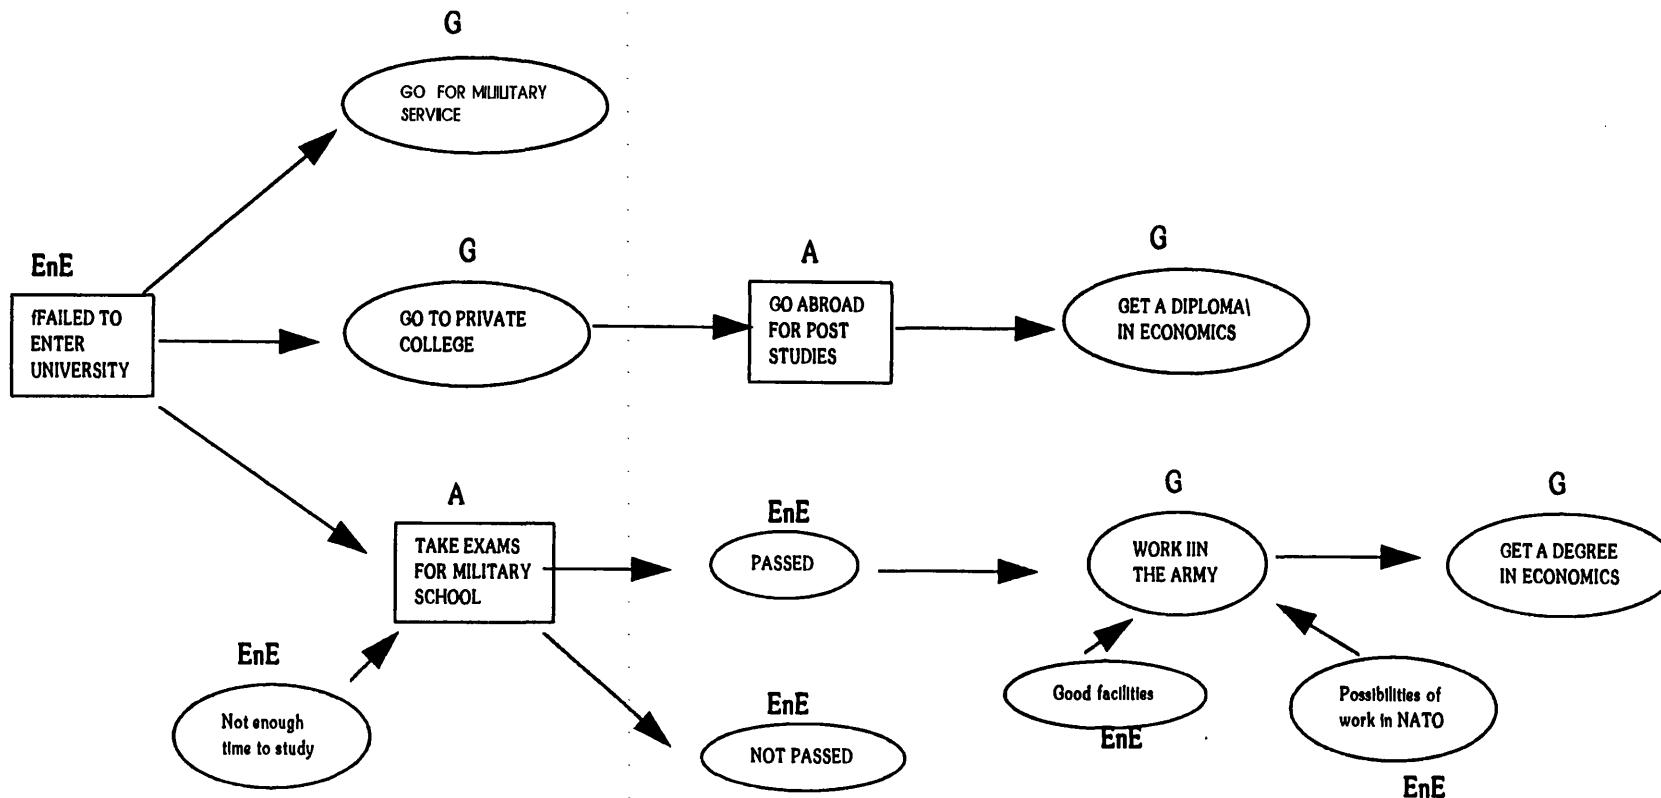 G
GO FOR MILIILITARY
SERVIICE
EnE
fFAILED TO
ENTER
UNIVERSITY
G
GO TO PRIVATE
COLLEGE
A
GO ABROAD
FOR POST
STUDIES
G
GET A DIPLOMA\
IN ECONOMICS
A
TAKE EXAMS
FOR MILITARY
SCHOOL
EnE
PASSED
G
WORK IIN
THE ARMY
G
GET A DEGREE
IN ECONOMICS
EnE
Not enough
time to study
EnE
NOT PASSED
Good facilities
EnE
Possibilities of
work in NATO
EnE